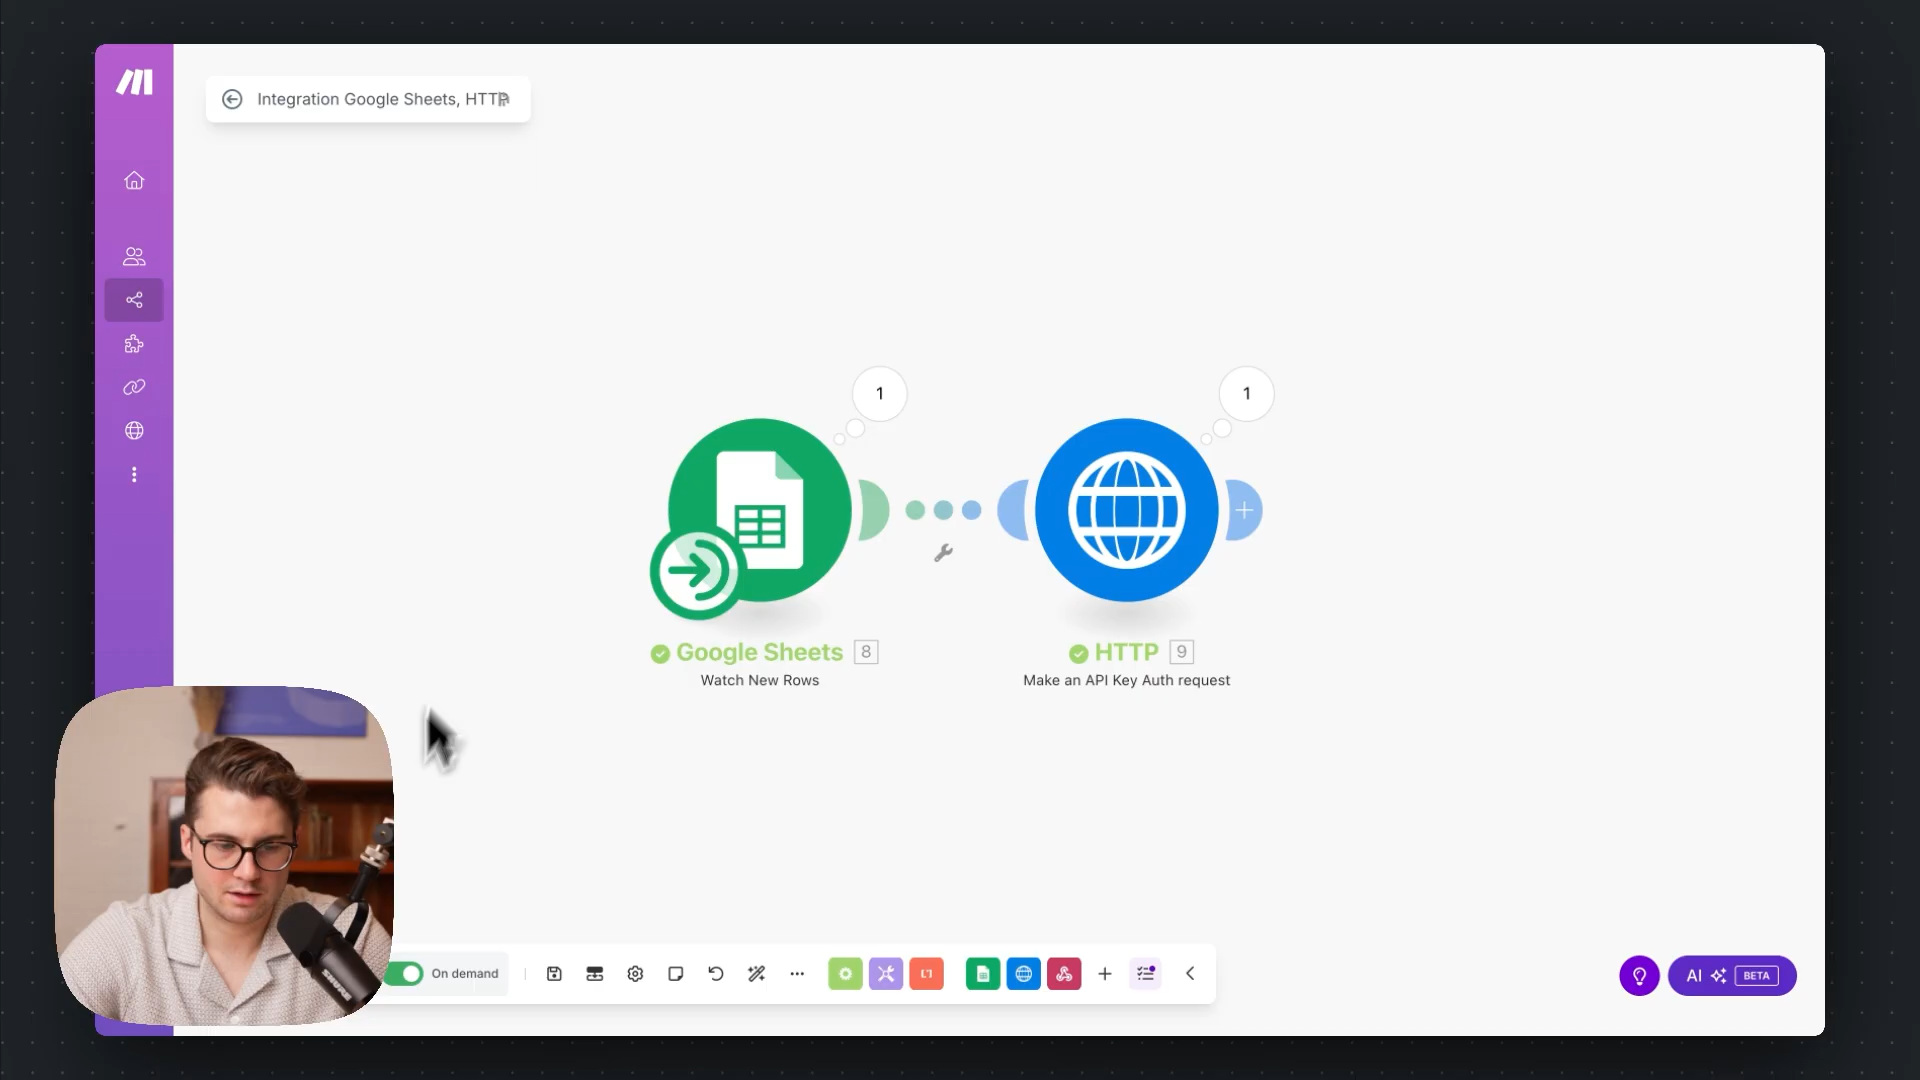 Integration Google Sheets, HTTP
1
1
Google Sheets 8
HTTP 9
Watch New Rows
Make an API Key Auth request
On demand
AI BETA
SHURE